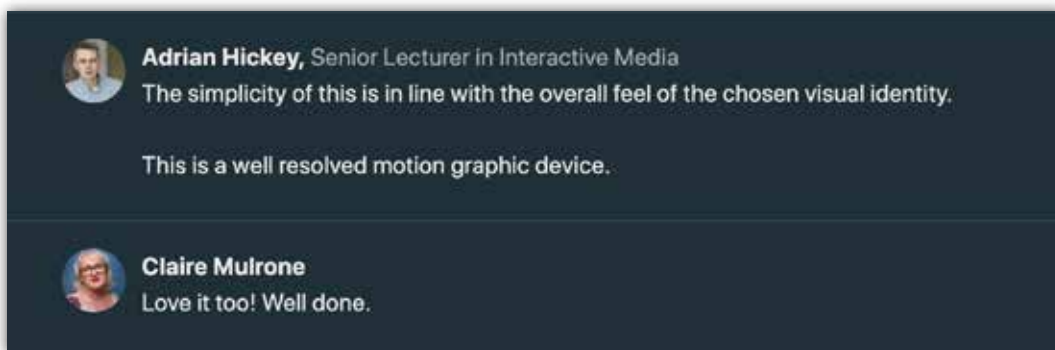 Adrian Hickey, Senior Lecturer in Interactive Media
The simplicity of this is in line with the overall feel of the chosen visual identity.
This is a well resolved motion graphic device.
Claire Mulrone
Love it too! Well done.